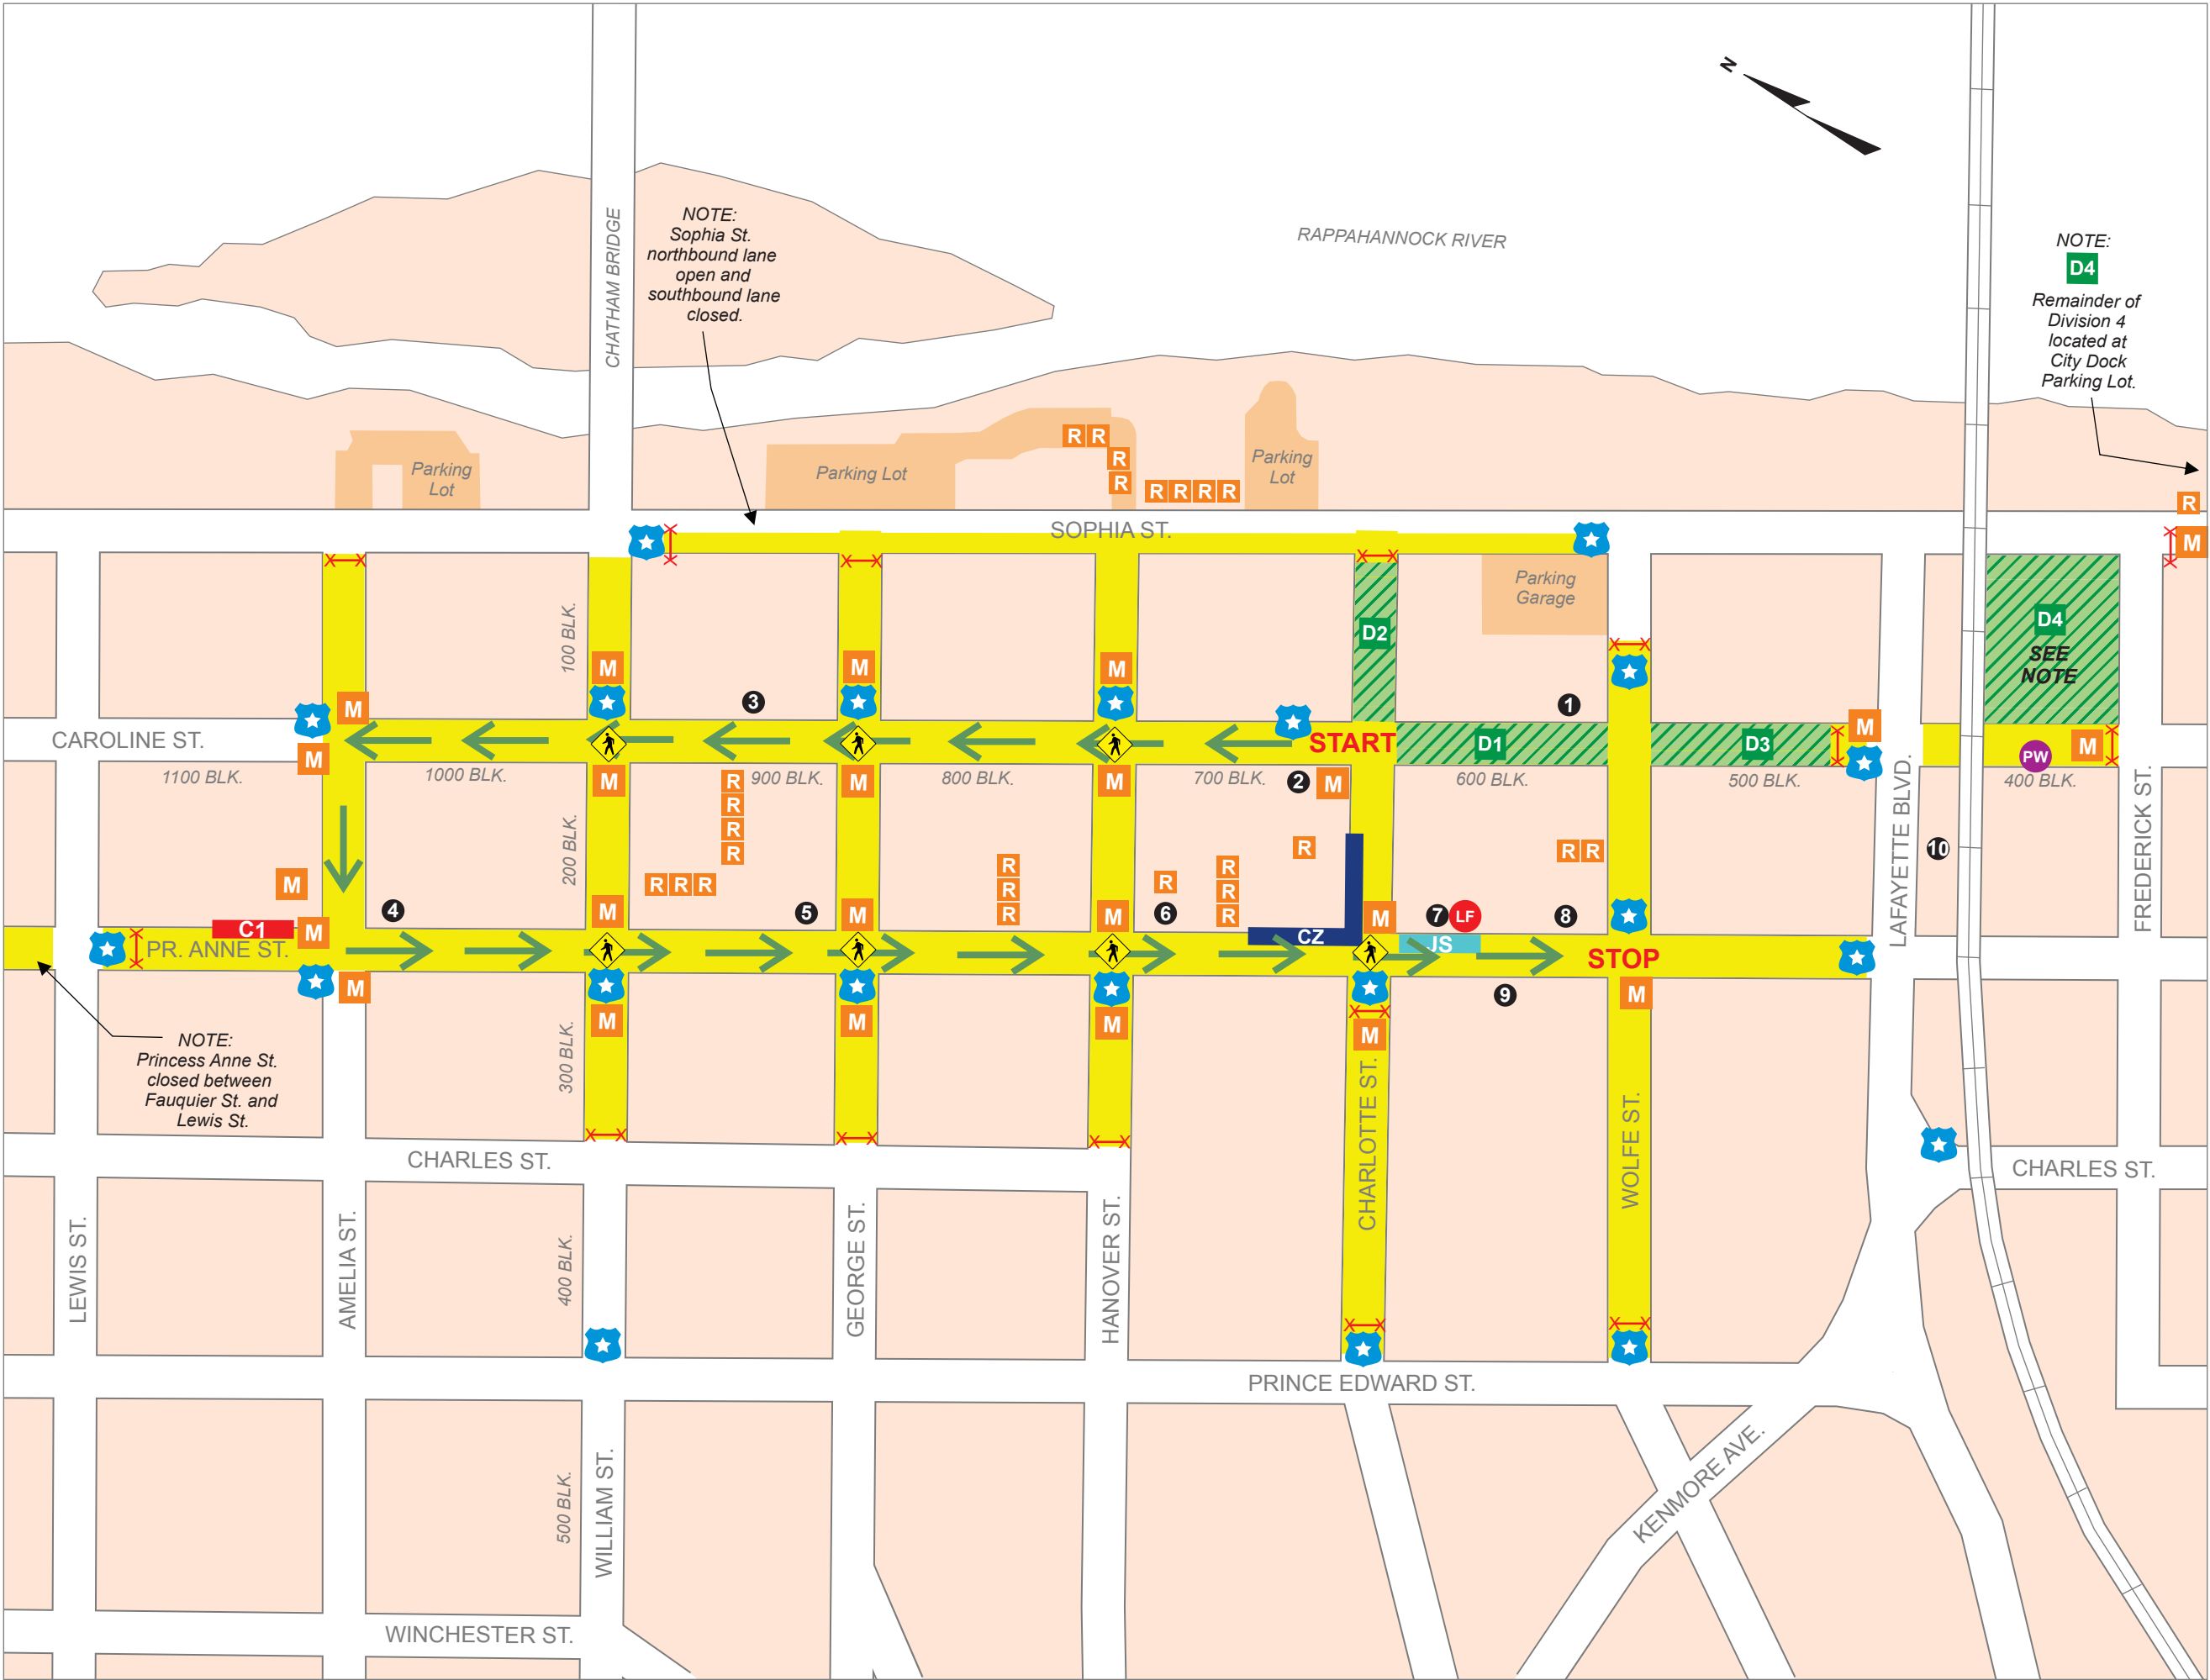 N
CHATHAM BRIDGE
NOTE:
Sophia St.
northbound lane
open and
southbound lane
closed.
RAPPAHANNOCK RIVER
NOTE:
D4
Remainder of
Division 4
located at
City Dock
Parking Lot.
Parking
Lot
Parking Lot
R R
R
R
R R R R
Parking
Lot
R
M
SOPHIA ST.
100 BLK.
Parking
Garage
D2
D4
SEE
NOTE
M
M
M
M
3
1
M
CAROLINE ST.
START
D1
D3
PW
M
1100 BLK.
M
1000 BLK.
M
R
R
R
R
900 BLK.
M
800 BLK.
M
700 BLK.
2
M
600 BLK.
500 BLK.
400 BLK.
200 BLK.
LAFAYETTE BLVD.
FREDERICK ST.
10
M
R R R
R
R
R
R
R
R
R
R
R R
4
M
5
M
M
6
M
7
LF
8
C1
M
PR. ANNE ST.
CZ
JS
STOP
M
M
M
M
M
9
M
NOTE:
Princess Anne St.
closed between
Fauquier St. and
Lewis St.
300 BLK.
CHARLOTTE ST.
WOLFE ST.
CHARLES ST.
CHARLES ST.
LEWIS ST.
AMELIA ST.
400 BLK.
GEORGE ST.
HANOVER ST.
PRINCE EDWARD ST.
500 BLK.
WILLIAM ST.
KENMORE AVE.
WINCHESTER ST.